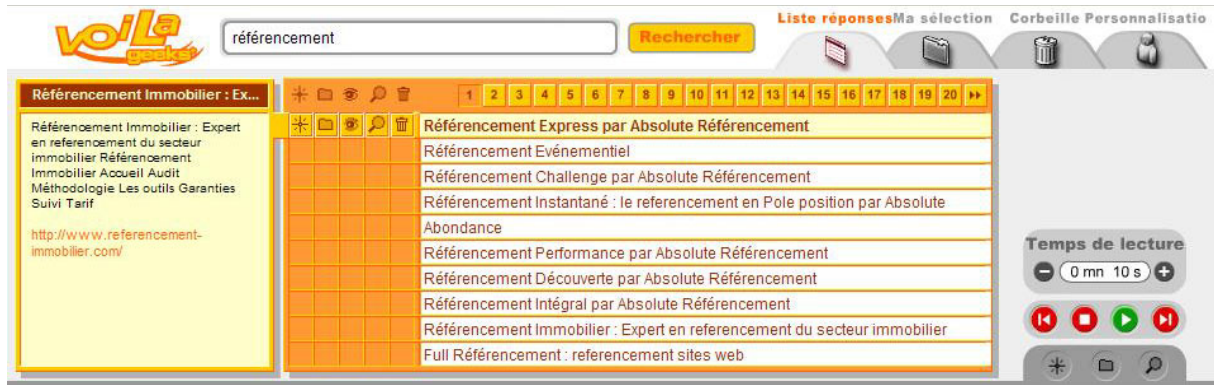 voiLa
geeks
référencement
Rechercher
Liste réponses
Ma sélection
Corbeille
Personnalisatio
Référencement Immobilier : Ex...
Référencement Immobilier : Expert
en referencement du secteur
immobilier Référencement
Immobilier Accueil Audit
Méthodologie Les outils Garanties
Suivi Tarif
http://www.referencement-
immobilier.com/
1 2 3 4 5 6 7 8 9 10 11 12 13 14 15 16 17 18 19 20
Référencement Express par Absolute Référencement
Référencement Evénementiel
Référencement Challenge par Absolute Référencement
Référencement Instantané : le referencement en Pole position par Absolute
Abondance
Référencement Performance par Absolute Référencement
Référencement Découverte par Absolute Référencement
Référencement Intégral par Absolute Référencement
Référencement Immobilier : Expert en referencement du secteur immobilier
Full Référencement : referencement sites web
Temps de lecture
0 mn 10 s